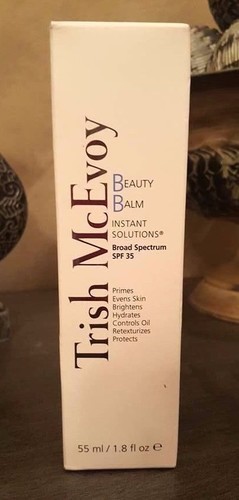 Trish McEvoy
BEAUTY
BALM
INSTANT
SOLUTIONS®
Broad Spectrum
SPF 35
Primes
Evens Skin
Brightens
Hydrates
Controls Oil
Retexturizes
Protects
55 ml / 1.8 fl oz ℮